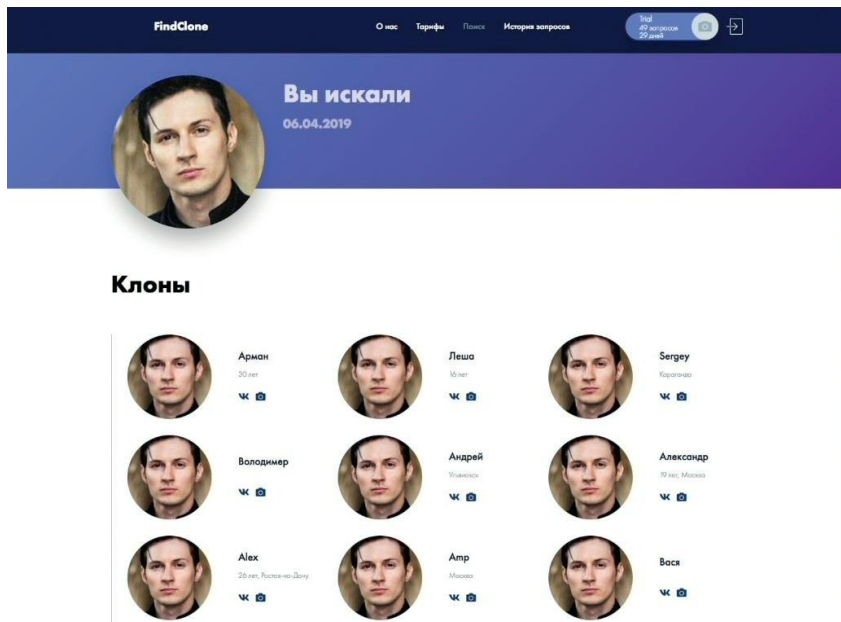 FindClone
О нас Тарифы Поиск История запросов
Trial
49 запросов
29 дней
Вы искали
06.04.2019
Клоны
Арман
30 лет
Леша
16 лет
Sergey
Караганда
Володимер
Андрей
Ульяновск
Александр
19 лет, Москва
Alex
26 лет, Ростов-на-Дону
Amp
Москва
Вася